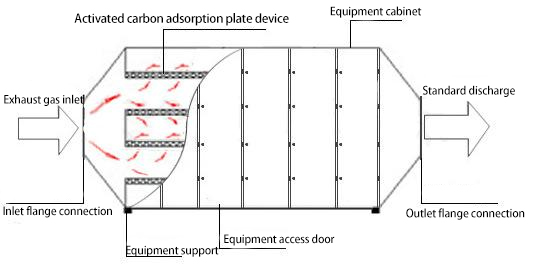 Activated carbon adsorption plate device
Equipment cabinet
Exhaust gas inlet
Standard discharge
Inlet flange connection
Outlet flange connection
Equipment access door
Equipment support